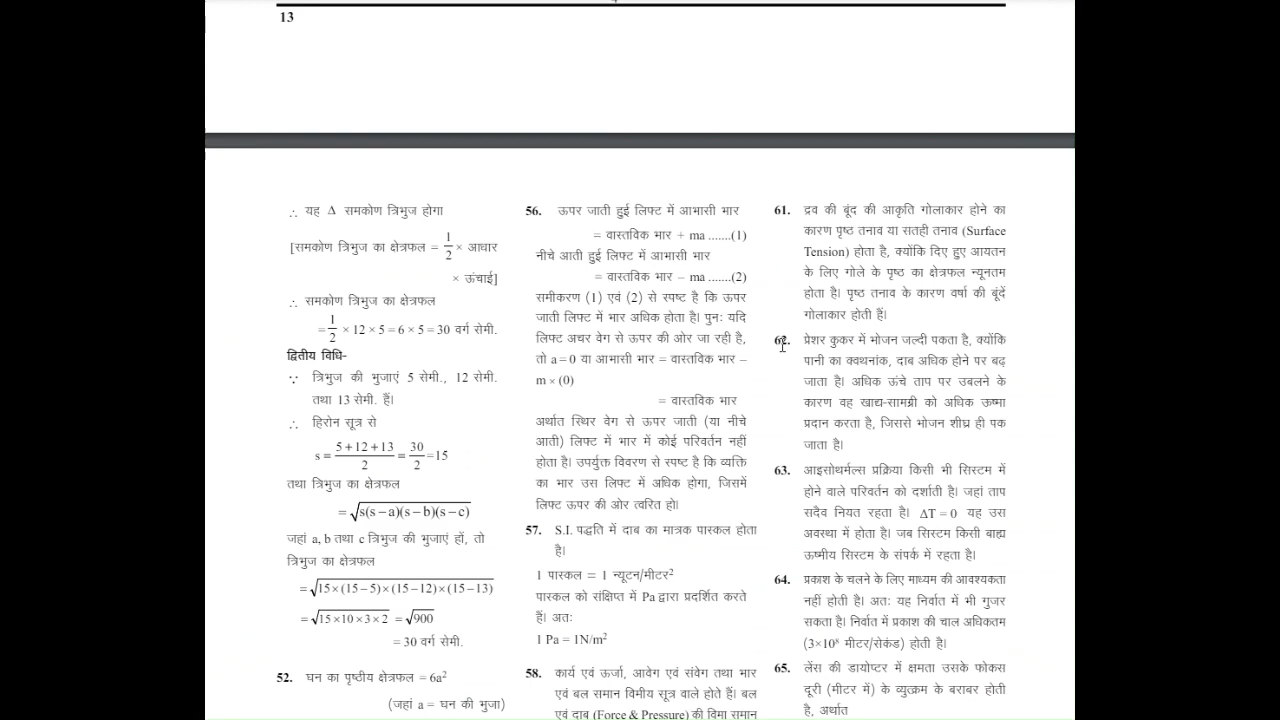 13
∴ यह Δ समकोण त्रिभुज होगा
[समकोण त्रिभुज का क्षेत्रफल = 1/2 × आधार
× ऊंचाई]
∴ समकोण त्रिभुज का क्षेत्रफल
= 1/2 × 12 × 5 = 6 × 5 = 30 वर्ग सेमी.
द्वितीय विधि-
∵ त्रिभुज की भुजाएं 5 सेमी., 12 सेमी.
तथा 13 सेमी. हैं।
∴ हिरोन सूत्र से
s = (5+12+13)/2 = 30/2 = 15
तथा त्रिभुज का क्षेत्रफल
= √s(s−a)(s−b)(s−c)
जहां a, b तथा c त्रिभुज की भुजाएं हों, तो
त्रिभुज का क्षेत्रफल
= √15×(15−5)×(15−12)×(15−13)
= √15×10×3×2 = √900
= 30 वर्ग सेमी.
52. घन का पृष्ठीय क्षेत्रफल = 6a²
(जहां a = घन की भुजा)
56. ऊपर जाती हुई लिफ्ट में आभासी भार
= वास्तविक भार + ma .......(1)
नीचे आती हुई लिफ्ट में आभासी भार
= वास्तविक भार − ma .......(2)
समीकरण (1) एवं (2) से स्पष्ट है कि ऊपर
जाती लिफ्ट में भार अधिक होता है। पुनः यदि
लिफ्ट अचर वेग से ऊपर की ओर जा रही है,
तो a = 0 या आभासी भार = वास्तविक भार −
m × (0)
= वास्तविक भार
अर्थात स्थिर वेग से ऊपर जाती (या नीचे
आती) लिफ्ट में भार में कोई परिवर्तन नहीं
होता है। उपर्युक्त विवरण से स्पष्ट है कि व्यक्ति
का भार उस लिफ्ट में अधिक होगा, जिसमें
लिफ्ट ऊपर की ओर त्वरित हो।
57. S.I. पद्धति में दाब का मात्रक पास्कल होता
है।
1 पास्कल = 1 न्यूटन/मीटर²
पास्कल को संक्षिप्त में Pa द्वारा प्रदर्शित करते
हैं। अतः
1 Pa = 1N/m²
58. कार्य एवं ऊर्जा, आवेग एवं संवेग तथा भार
एवं बल समान विमीय सूत्र वाले होते हैं। बल
एवं दाब (Force & Pressure) की विमा समान
61. द्रव की बूंद की आकृति गोलाकार होने का
कारण पृष्ठ तनाव या सतही तनाव (Surface
Tension) होता है, क्योंकि दिए हुए आयतन
के लिए गोले के पृष्ठ का क्षेत्रफल न्यूनतम
होता है। पृष्ठ तनाव के कारण वर्षा की बूंदें
गोलाकार होती हैं।
62. प्रेशर कुकर में भोजन जल्दी पकता है, क्योंकि
पानी का क्वथनांक, दाब अधिक होने पर बढ़
जाता है। अधिक ऊंचे ताप पर उबलने के
कारण वह खाद्य-सामग्री को अधिक ऊष्मा
प्रदान करता है, जिससे भोजन शीघ्र ही पक
जाता है।
63. आइसोथर्मल्स प्रक्रिया किसी भी सिस्टम में
होने वाले परिवर्तन को दर्शाती है। जहां ताप
सदैव नियत रहता है। ΔT = 0 यह उस
अवस्था में होता है। जब सिस्टम किसी बाह्य
ऊष्मीय सिस्टम के संपर्क में रहता है।
64. प्रकाश के चलने के लिए माध्यम की आवश्यकता
नहीं होती है। अतः यह निर्वात में भी गुजर
सकता है। निर्वात में प्रकाश की चाल अधिकतम
(3×10⁸ मीटर/सेकंड) होती है।
65. लेंस की डायोप्टर में क्षमता उसके फोकस
दूरी (मीटर में) के व्युत्क्रम के बराबर होती
है, अर्थात